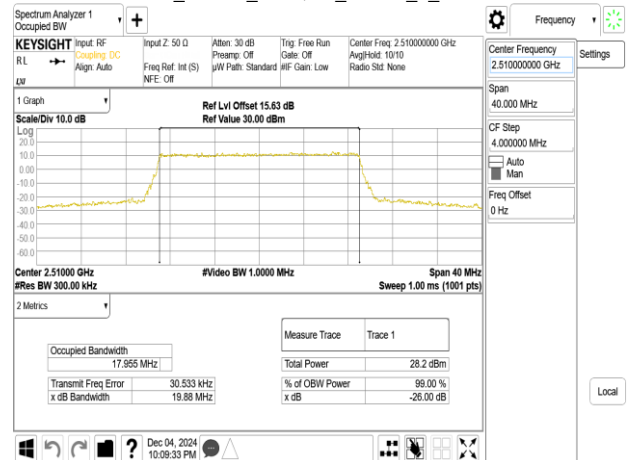 Spectrum Analyzer 1
Occupied BW
Frequency
KEYSIGHT
Input: RF
Input Z: 50 Ω
Atten: 30 dB
Trig: Free Run
Center Freq: 2.510000000 GHz
RL
Coupling: DC
Preamp: Off
Gate: Off
Avg|Hold: 10/10
Align: Auto
Freq Ref: Int (S)
µW Path: Standard
#IF Gain: Low
Radio Std: None
LXI
NFE: Off
Center Frequency
2.510000000 GHz
Settings
Span
40.000 MHz
CF Step
4.000000 MHz
Auto
Man
Freq Offset
0 Hz
Local
1 Graph
Ref Lvl Offset 15.63 dB
Scale/Div 10.0 dB
Ref Value 30.00 dBm
Log
20.0
10.0
0.00
-10.0
-20.0
-30.0
-40.0
-50.0
-60.0
Center 2.51000 GHz
#Video BW 1.0000 MHz
Span 40 MHz
#Res BW 300.00 kHz
Sweep 1.00 ms (1001 pts)
2 Metrics
Measure Trace
Trace 1
Occupied Bandwidth
17.955 MHz
Total Power
28.2 dBm
Transmit Freq Error
30.533 kHz
% of OBW Power
99.00 %
x dB Bandwidth
19.88 MHz
x dB
-26.00 dB
Dec 04, 2024
10:09:33 PM